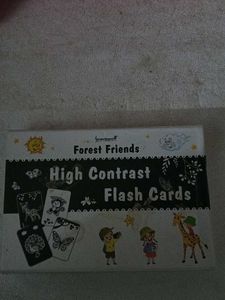 Forest Friends
High Contrast
Flash Cards